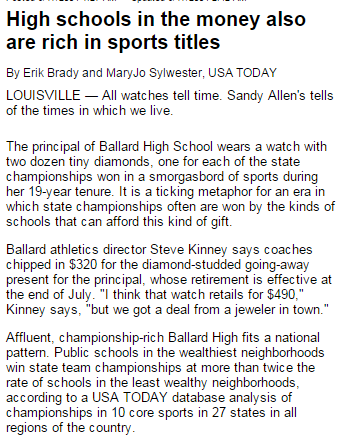 High schools in the money also
are rich in sports titles
By Erik Brady and MaryJo Sylwester, USA TODAY
LOUISVILLE — All watches tell time. Sandy Allen's tells
of the times in which we live.
The principal of Ballard High School wears a watch with
two dozen tiny diamonds, one for each of the state
championships won in a smorgasbord of sports during
her 19-year tenure. It is a ticking metaphor for an era in
which state championships often are won by the kinds of
schools that can afford this kind of gift.
Ballard athletics director Steve Kinney says coaches
chipped in $320 for the diamond-studded going-away
present for the principal, whose retirement is effective at
the end of July. "I think that watch retails for $490,"
Kinney says, "but we got a deal from a jeweler in town."
Affluent, championship-rich Ballard High fits a national
pattern. Public schools in the wealthiest neighborhoods
win state team championships at more than twice the
rate of schools in the least wealthy neighborhoods,
according to a USA TODAY database analysis of
championships in 10 core sports in 27 states in all
regions of the country.